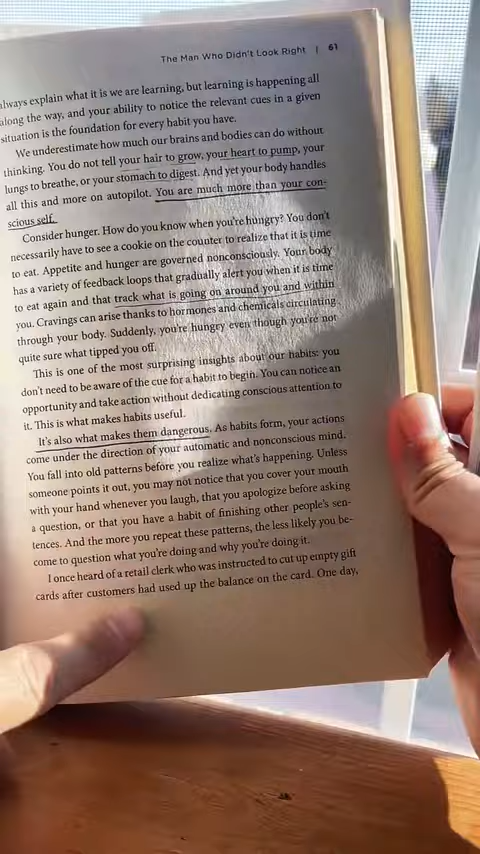 The Man Who Didn't Look Right | 61
always explain what it is we are learning, but learning is happening all
along the way, and your ability to notice the relevant cues in a given
situation is the foundation for every habit you have.
We underestimate how much our brains and bodies can do without
thinking. You do not tell your hair to grow, your heart to pump, your
lungs to breathe, or your stomach to digest. And yet your body handles
all this and more on autopilot. You are much more than your con-
scious self.
Consider hunger. How do you know when you're hungry? You don't
necessarily have to see a cookie on the counter to realize that it is time
to eat. Appetite and hunger are governed nonconsciously. Your body
has a variety of feedback loops that gradually alert you when it is time
to eat again and that track what is going on around you and within
you. Cravings can arise thanks to hormones and chemicals circulating
through your body. Suddenly, you're hungry even though you're not
quite sure what tipped you off.
This is one of the most surprising insights about our habits: you
don't need to be aware of the cue for a habit to begin. You can notice an
opportunity and take action without dedicating conscious attention to
it. This is what makes habits useful.
It's also what makes them dangerous. As habits form, your actions
come under the direction of your automatic and nonconscious mind.
You fall into old patterns before you realize what's happening. Unless
someone points it out, you may not notice that you cover your mouth
with your hand whenever you laugh, that you apologize before asking
a question, or that you have a habit of finishing other people's sen-
tences. And the more you repeat these patterns, the less likely you be-
come to question what you're doing and why you're doing it.
I once heard of a retail clerk who was instructed to cut up empty gift
cards after customers had used up the balance on the card. One day,